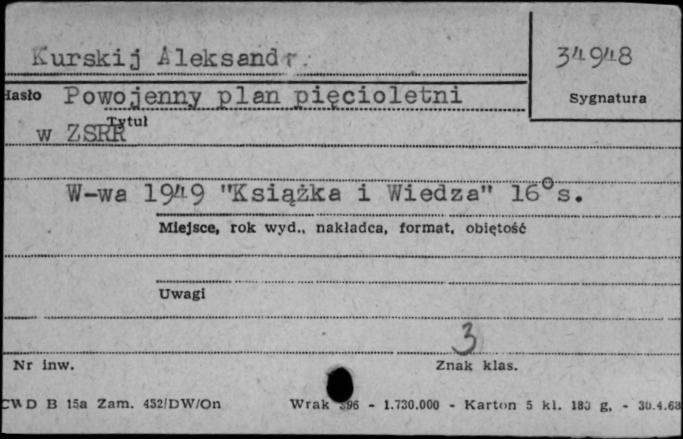 Kurskij Aleksandr.
34948
Hasło Powojenny plan pięcioletni
Sygnatura
Tytuł
w ZSRR
W-wa 1949 "Książka i Wiedza" 16°s.
Miejsce, rok wyd., nakładca, format, objętość
Uwagi
3
Nr inw. Znak klas.
CWD B 15a Zam. 452/DW/On Wrak 396 - 1.730.000 - Karton 5 kl. 180 g. - 30.4.68